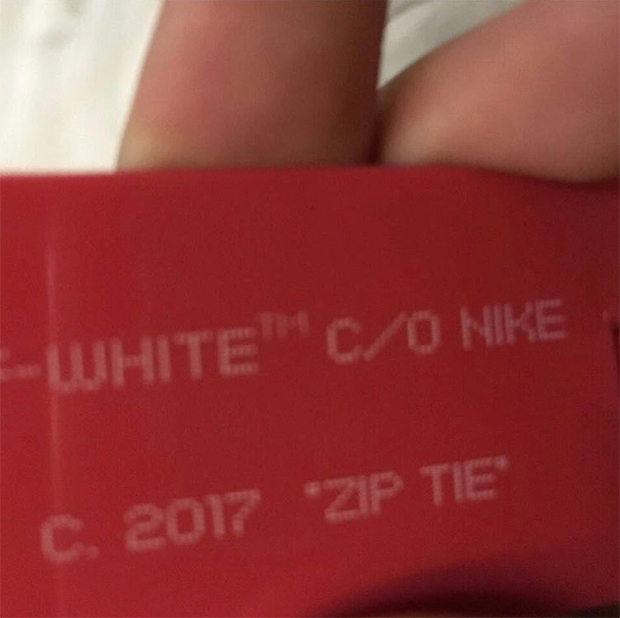 F-WHITE™ C/O NIKE
C. 2017 "ZIP TIE"